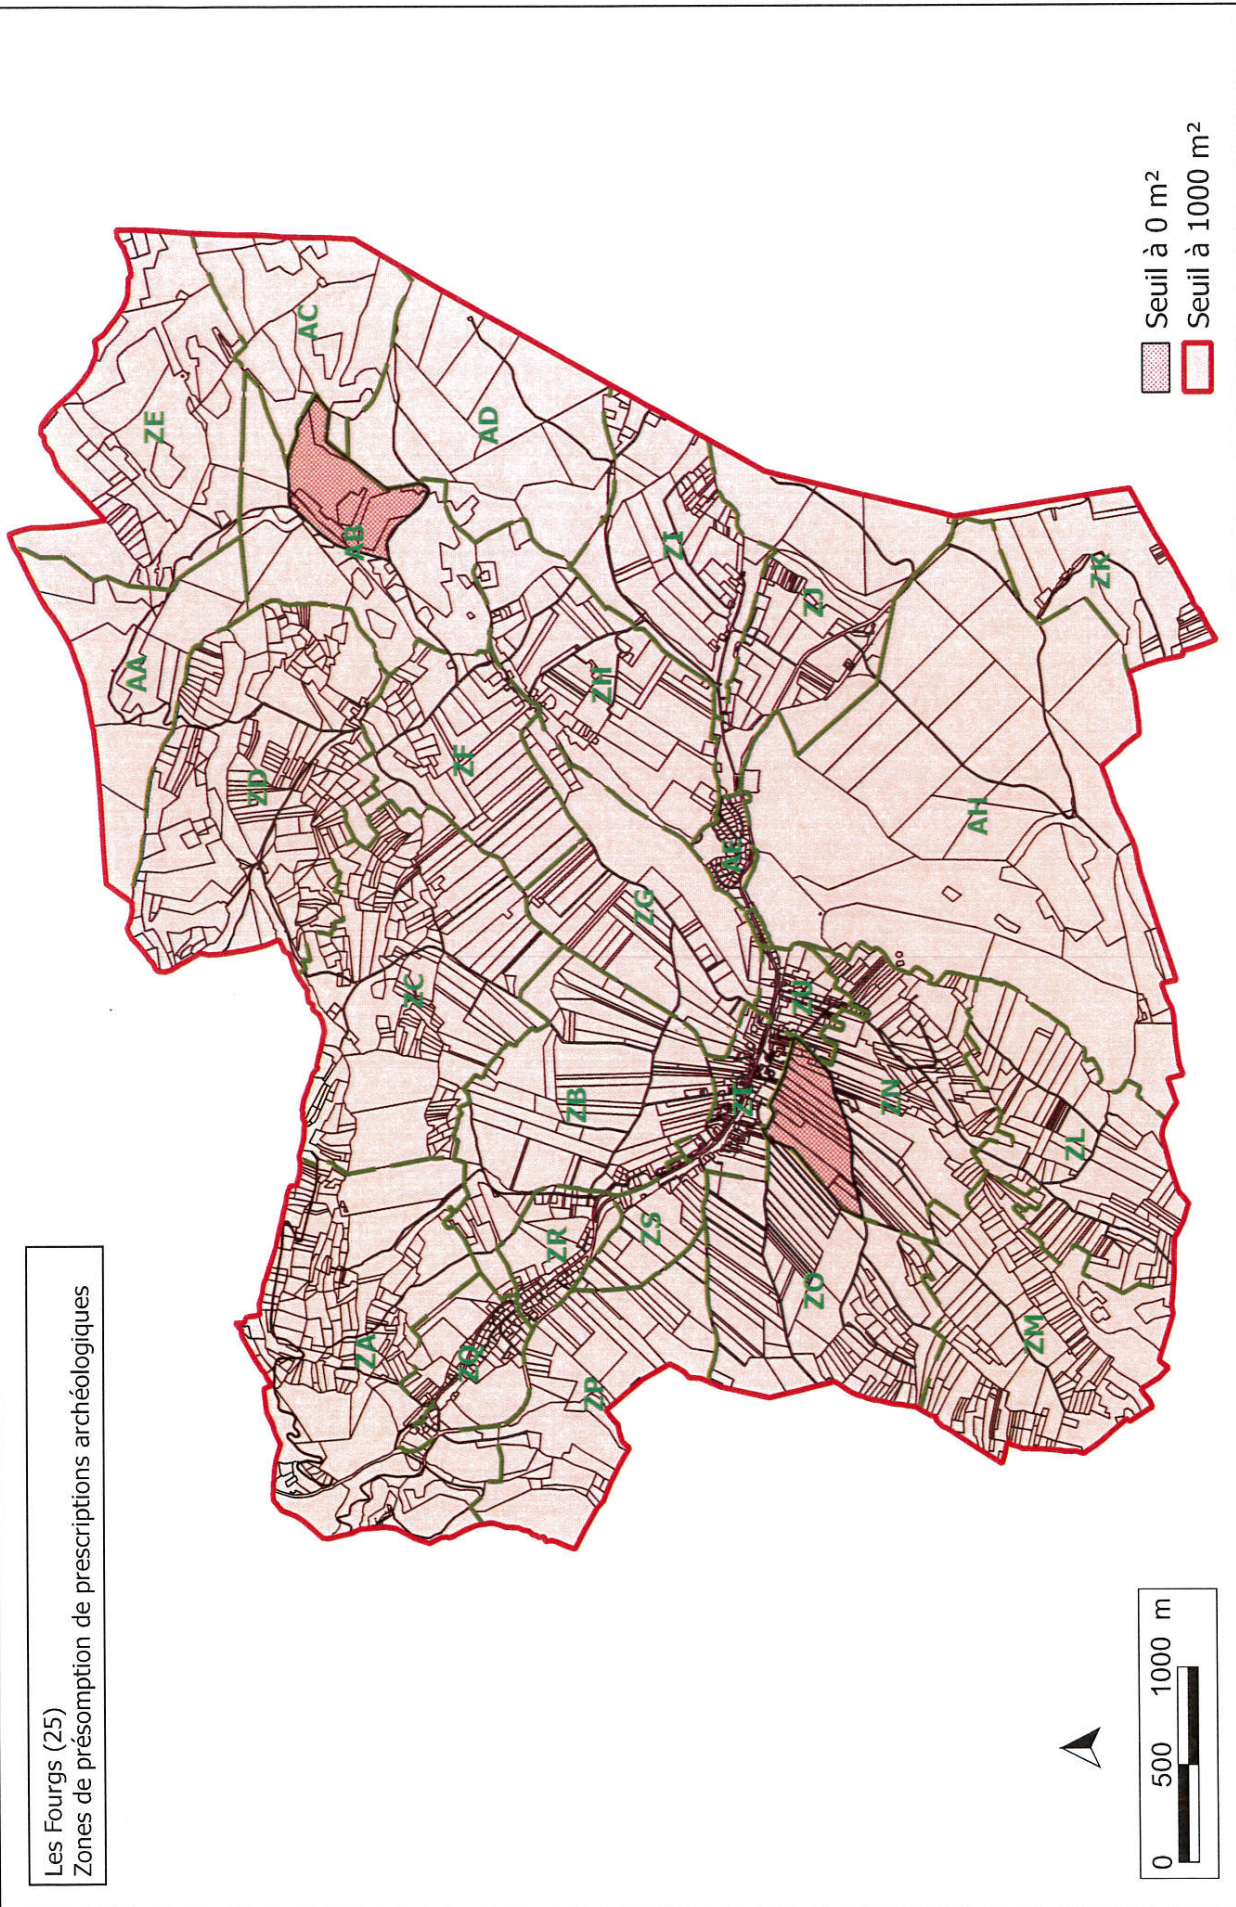 Les Fourgs (25)
Zones de présomption de prescriptions archéologiques
ZE
AC
AB
AD
AA
ZD
ZF
ZH
ZI
ZJ
ZK
AE
AH
ZG
ZC
ZB
ZT
ZU
ZN
ZL
ZR
ZS
ZO
ZM
ZA
ZQ
ZP
Seuil à 0 m²
Seuil à 1000 m²
0 500 1000 m